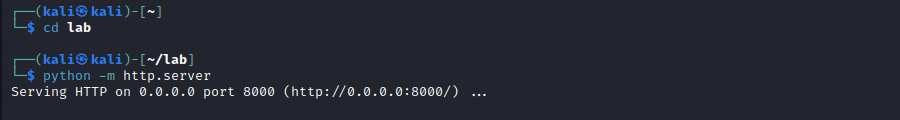 ┌──(kali㉿kali)-[~]
└─$ cd lab
┌──(kali㉿kali)-[~/lab]
└─$ python -m http.server
Serving HTTP on 0.0.0.0 port 8000 (http://0.0.0.0:8000/) ...